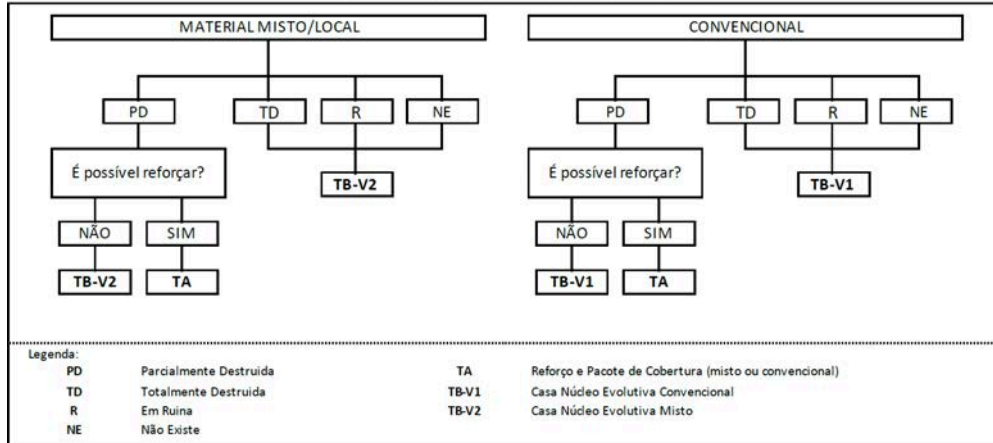 MATERIAL MISTO/LOCAL
PD
TD
R
NE
É possível reforçar?
TB-V2
NÃO
SIM
TB-V2
TA
CONVENCIONAL
PD
TD
R
NE
É possível reforçar?
TB-V1
NÃO
SIM
TB-V1
TA
Legenda:
PD Parcialmente Destruida
TD Totalmente Destruida
R Em Ruina
NE Não Existe
TA Reforço e Pacote de Cobertura (misto ou convencional)
TB-V1 Casa Núcleo Evolutiva Convencional
TB-V2 Casa Núcleo Evolutiva Misto